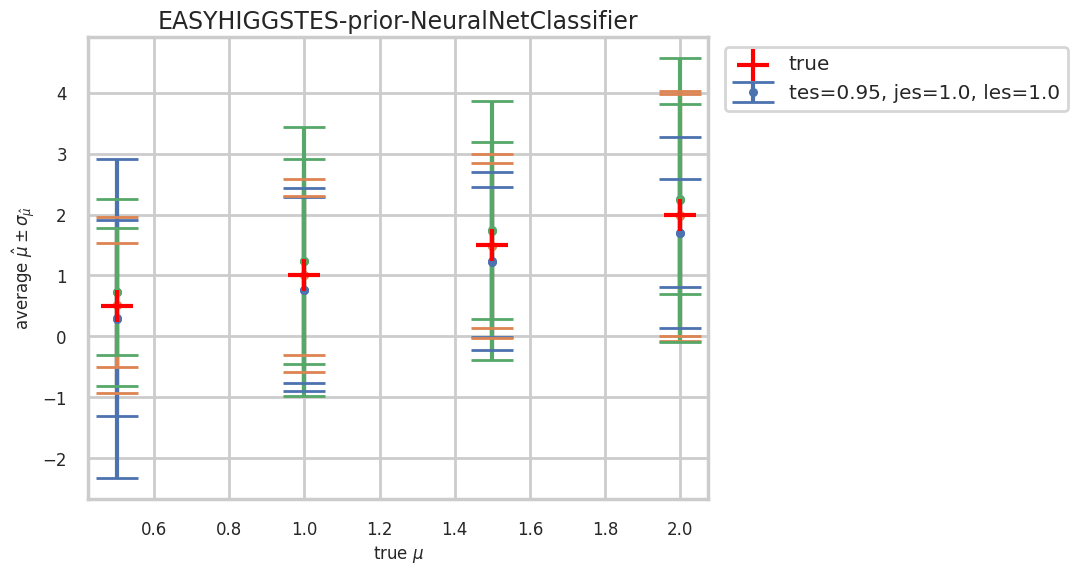 EASYHIGGSTES-prior-NeuralNetClassifier
true
tes=0.95, jes=1.0, les=1.0
average μ̂ ± σ_μ̂
4
3
2
1
0
−1
−2
0.6 0.8 1.0 1.2 1.4 1.6 1.8 2.0
true μ